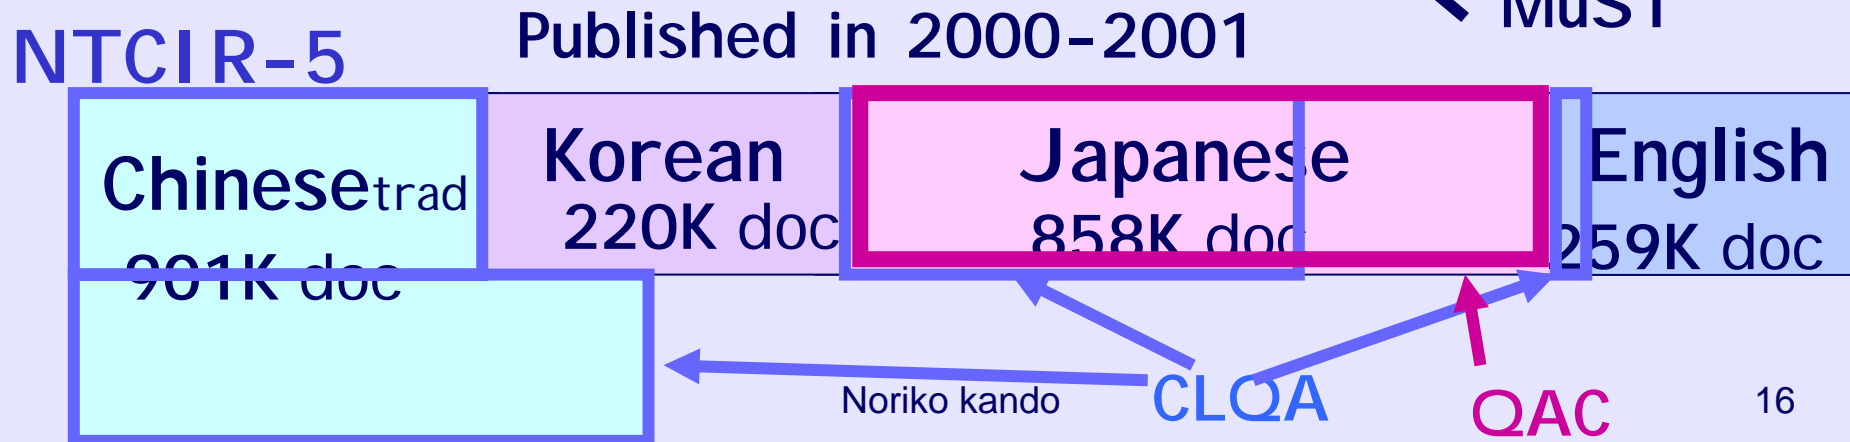 MuST
NTCIR-5
Published in 2000-2001
Chinesetrad
901K doc
Korean
220K doc
Japanese
858K doc
English
259K doc
Noriko kando
CLQA
QAC
16